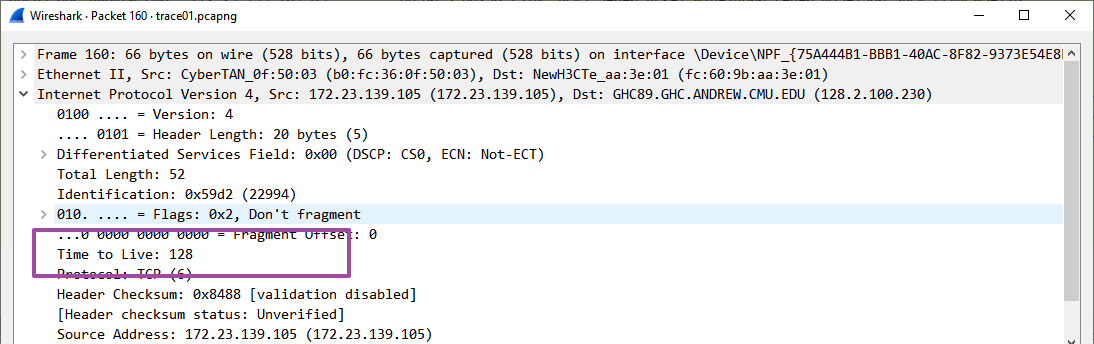 Wireshark · Packet 160 · trace01.pcapng
Frame 160: 66 bytes on wire (528 bits), 66 bytes captured (528 bits) on interface \Device\NPF_{75A444B1-BBB1-40AC-8F82-9373E54E8
Ethernet II, Src: CyberTAN_0f:50:03 (b0:fc:36:0f:50:03), Dst: NewH3CTe_aa:3e:01 (fc:60:9b:aa:3e:01)
Internet Protocol Version 4, Src: 172.23.139.105 (172.23.139.105), Dst: GHC89.GHC.ANDREW.CMU.EDU (128.2.100.230)
0100 .... = Version: 4
.... 0101 = Header Length: 20 bytes (5)
Differentiated Services Field: 0x00 (DSCP: CS0, ECN: Not-ECT)
Total Length: 52
Identification: 0x59d2 (22994)
010. .... = Flags: 0x2, Don't fragment
...0 0000 0000 0000 = Fragment Offset: 0
Time to Live: 128
Protocol: TCP (6)
Header Checksum: 0x8488 [validation disabled]
[Header checksum status: Unverified]
Source Address: 172.23.139.105 (172.23.139.105)